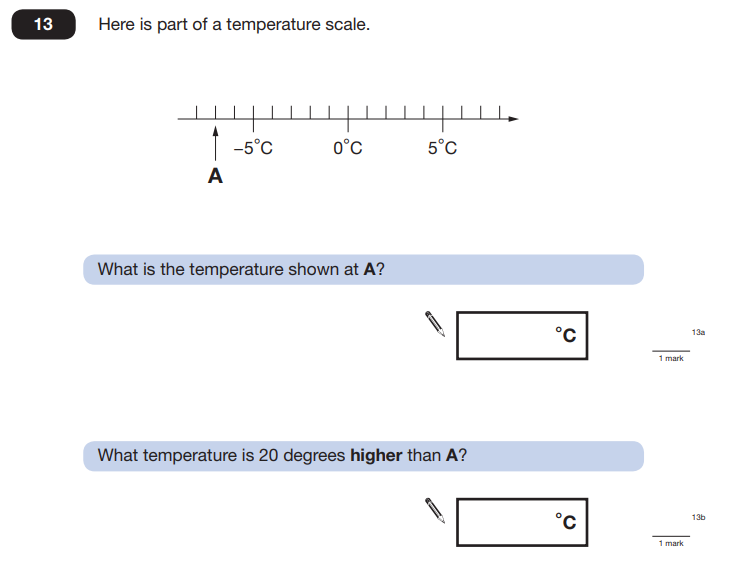 13 Here is part of a temperature scale.
–5°C 0°C 5°C
A
What is the temperature shown at A?
°C
13a
1 mark
What temperature is 20 degrees higher than A?
°C
13b
1 mark